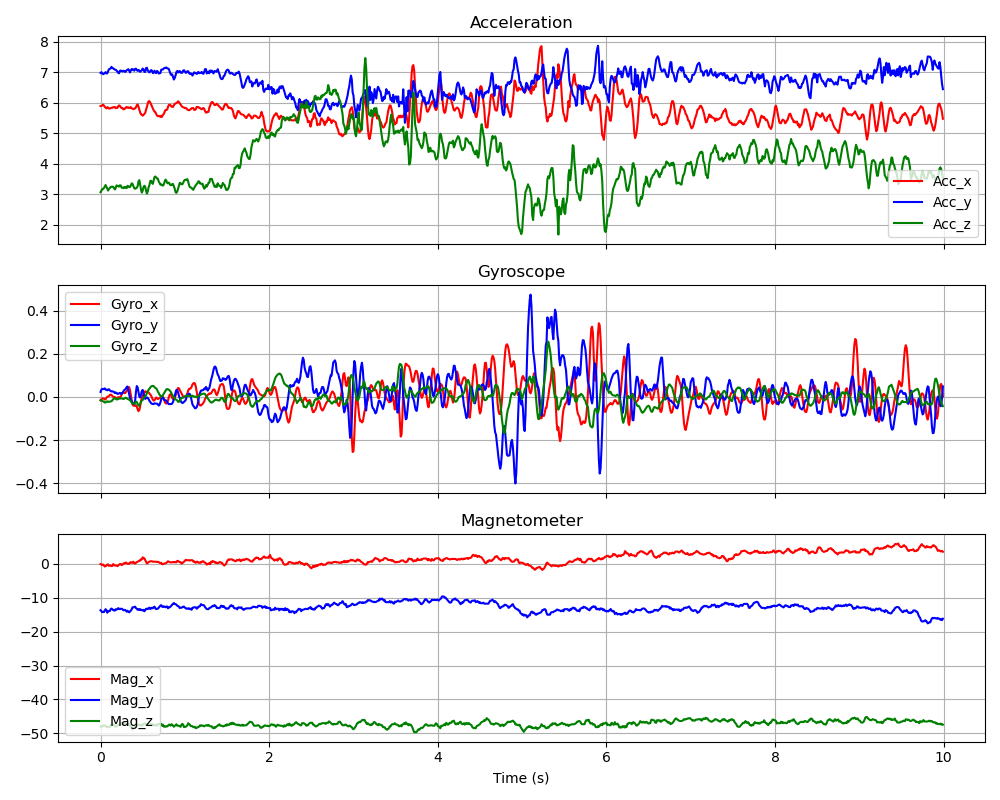 Acceleration
8
7
6
5
4
3
2
Acc_x
Acc_y
Acc_z
Gyroscope
0.4
0.2
0.0
−0.2
−0.4
Gyro_x
Gyro_y
Gyro_z
Magnetometer
0
−10
−20
−30
−40
−50
Mag_x
Mag_y
Mag_z
0 2 4 6 8 10
Time (s)